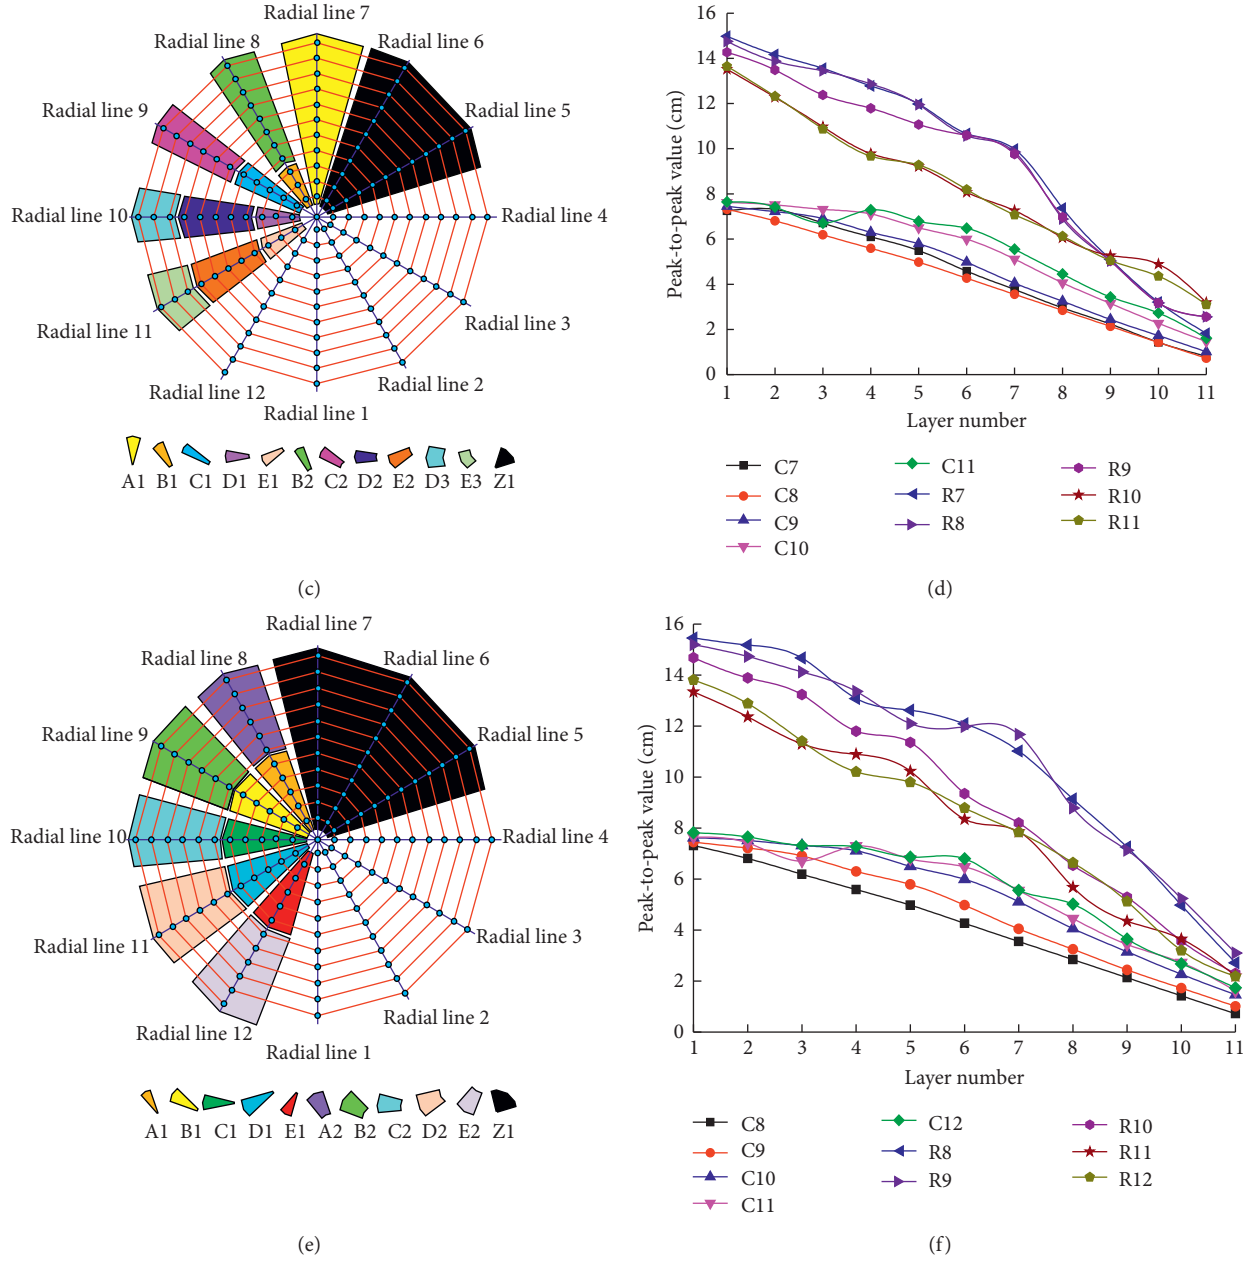 Radial line 7
Radial line 8
Radial line 6
Radial line 9
Radial line 5
Radial line 10
Radial line 4
Radial line 11
Radial line 3
Radial line 12
Radial line 2
Radial line 1
A1 B1 C1 D1 E1 B2 C2 D2 E2 D3 E3 Z1
(c)
Peak-to-peak value (cm)
16
14
12
10
8
6
4
2
0
1 2 3 4 5 6 7 8 9 10 11
Layer number
C7
C8
C9
C10
C11
R7
R8
R9
R10
R11
(d)
Radial line 7
Radial line 8
Radial line 6
Radial line 9
Radial line 5
Radial line 10
Radial line 4
Radial line 11
Radial line 3
Radial line 12
Radial line 2
Radial line 1
A1 B1 C1 D1 E1 A2 B2 C2 D2 E2 Z1
(e)
Peak-to-peak value (cm)
16
14
12
10
8
6
4
2
0
1 2 3 4 5 6 7 8 9 10 11
Layer number
C8
C9
C10
C11
C12
R8
R9
R10
R11
R12
(f)